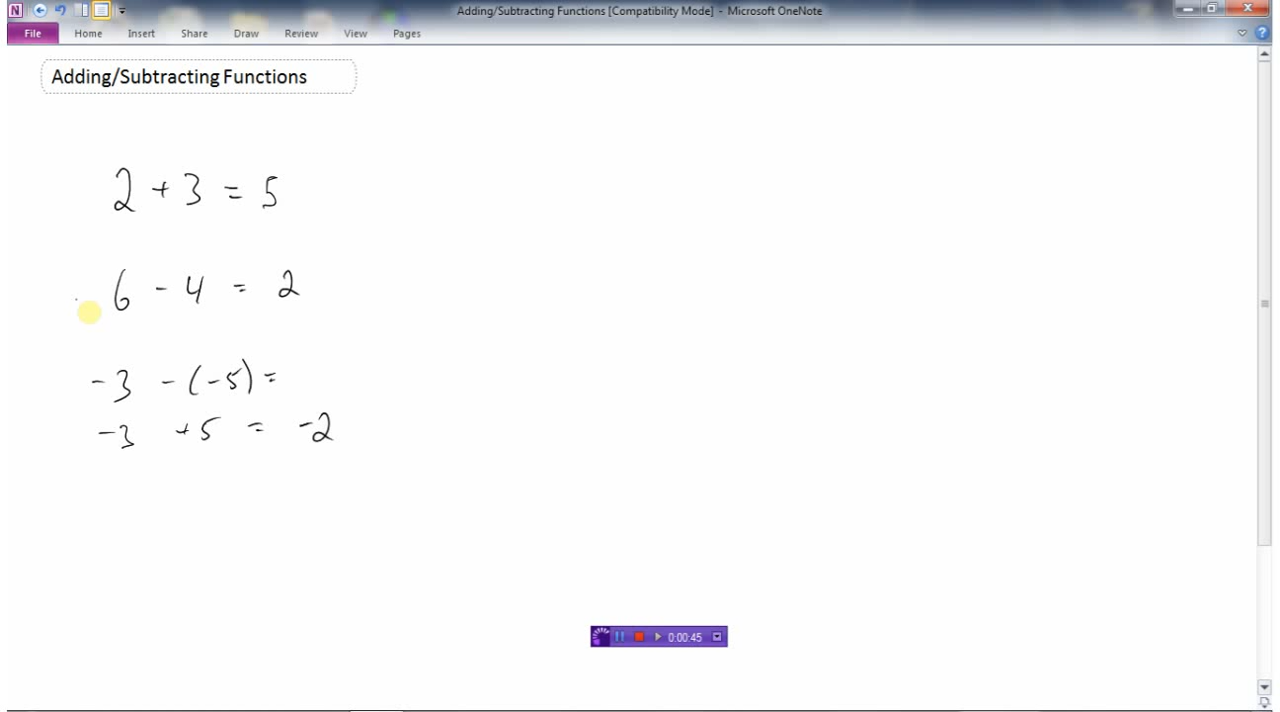 Adding/Subtracting Functions [Compatibility Mode] - Microsoft OneNote
File Home Insert Share Draw Review View Pages
Adding/Subtracting Functions
2 + 3 = 5
6 - 4 = 2
-3 -(-5) =
-3 +5 = -2
0:00:45